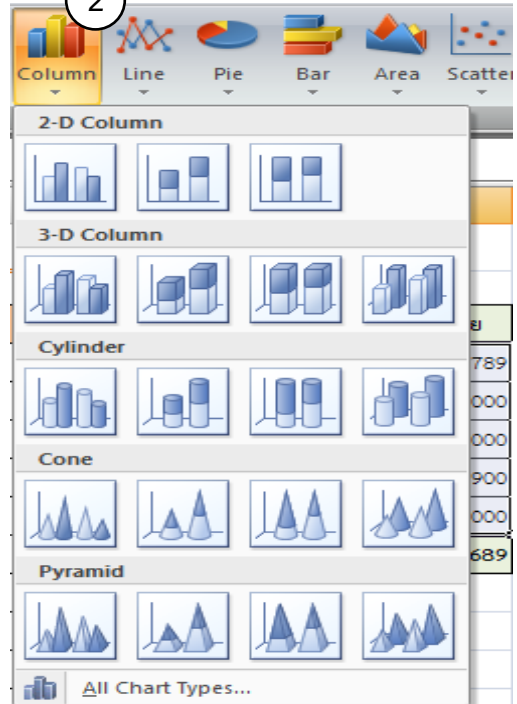 2
Column Line Pie Bar Area Scatter
2-D Column
3-D Column
ย
Cylinder
789
000
000
Cone
900
000
689
Pyramid
All Chart Types...